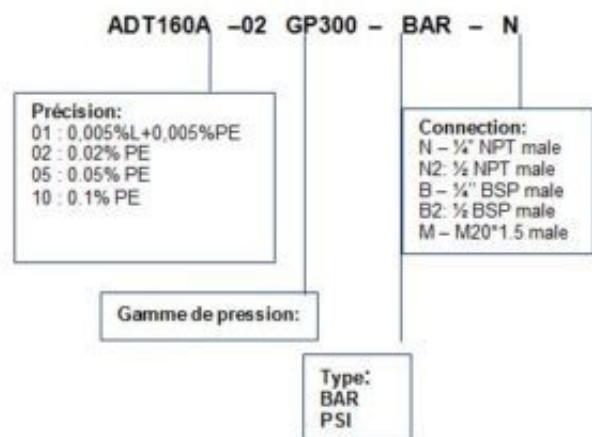 ADT160A –02 GP300 – BAR – N
Précision:
01 : 0,005%L+0,005%PE
02 : 0.02% PE
05 : 0.05% PE
10 : 0.1% PE
Connection:
N – ¼" NPT male
N2: ½ NPT male
B – ¼" BSP male
B2: ½ BSP male
M – M20*1.5 male
Gamme de pression:
Type:
BAR
PSI